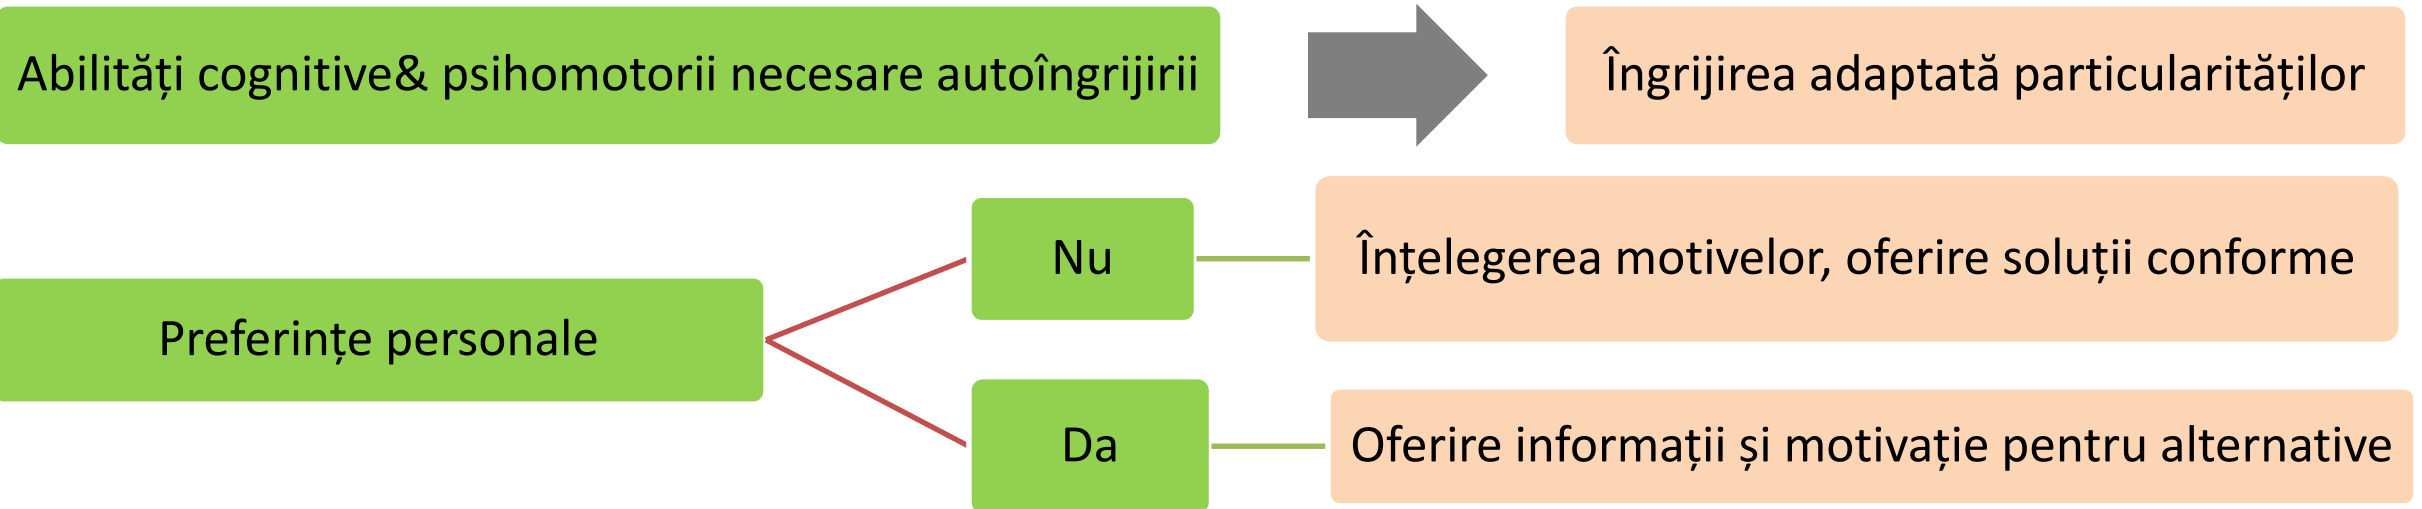 Abilități cognitive& psihomotorii necesare autoîngrijirii
Îngrijirea adaptată particularităților
Preferințe personale
Nu
Înțelegerea motivelor, oferire soluții conforme
Da
Oferire informații și motivație pentru alternative